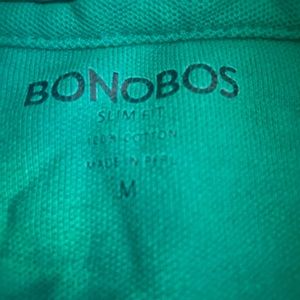 BONOBOS
SLIM FIT
100% COTTON
MADE IN PERU
M